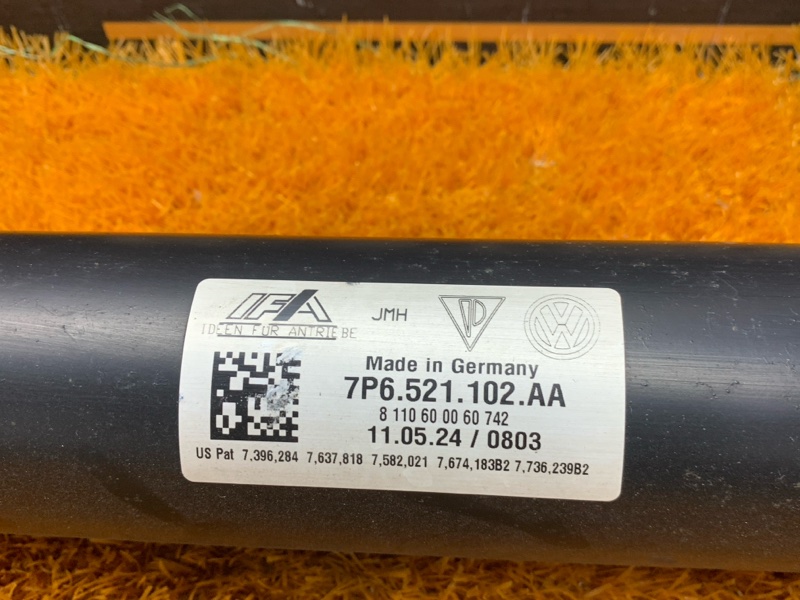 IFA
IDEEN FÜR ANTRIEBE
JMH
VW
Made in Germany
7P6.521.102.AA
8 110 60 00 60 742
11.05.24 / 0803
US Pat 7,396,284 7,637,818 7,582,021 7,674,183B2 7,736,239B2